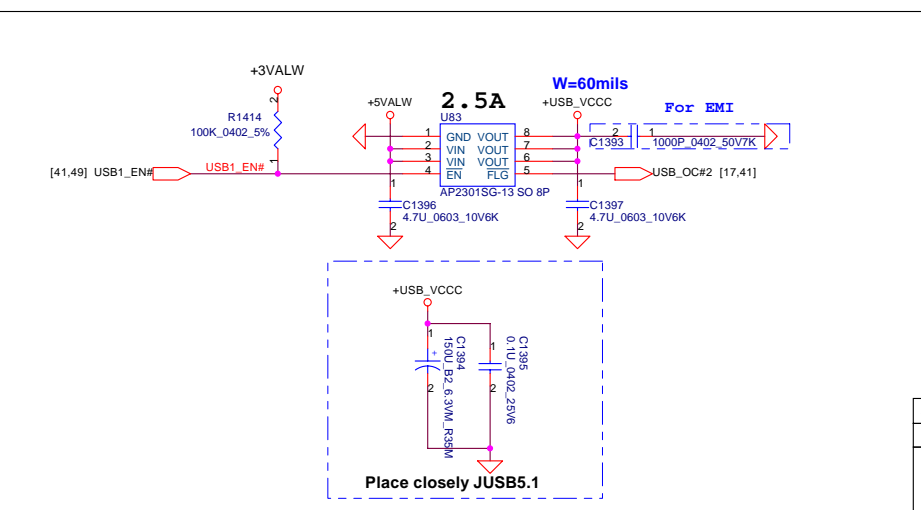 +3VALW
R1414
100K_0402_5%
2
1
[41,49] USB1_EN#
USB1_EN#
+5VALW
2.5A
U83
1 GND VOUT 8
2 VIN VOUT 7
3 VIN VOUT 6
4 EN FLG 5
AP2301SG-13 SO 8P
1
C1396
4.7U_0603_10V6K
2
W=60mils
+USB_VCCC
For EMI
2 1
C1393 1000P_0402_50V7K
USB_OC#2 [17,41]
1
C1397
4.7U_0603_10V6K
2
+USB_VCCC
1
+
2
C1394
150U_B2_6.3VM_R35M
1
2
C1395
0.1U_0402_25V6
Place closely JUSB5.1